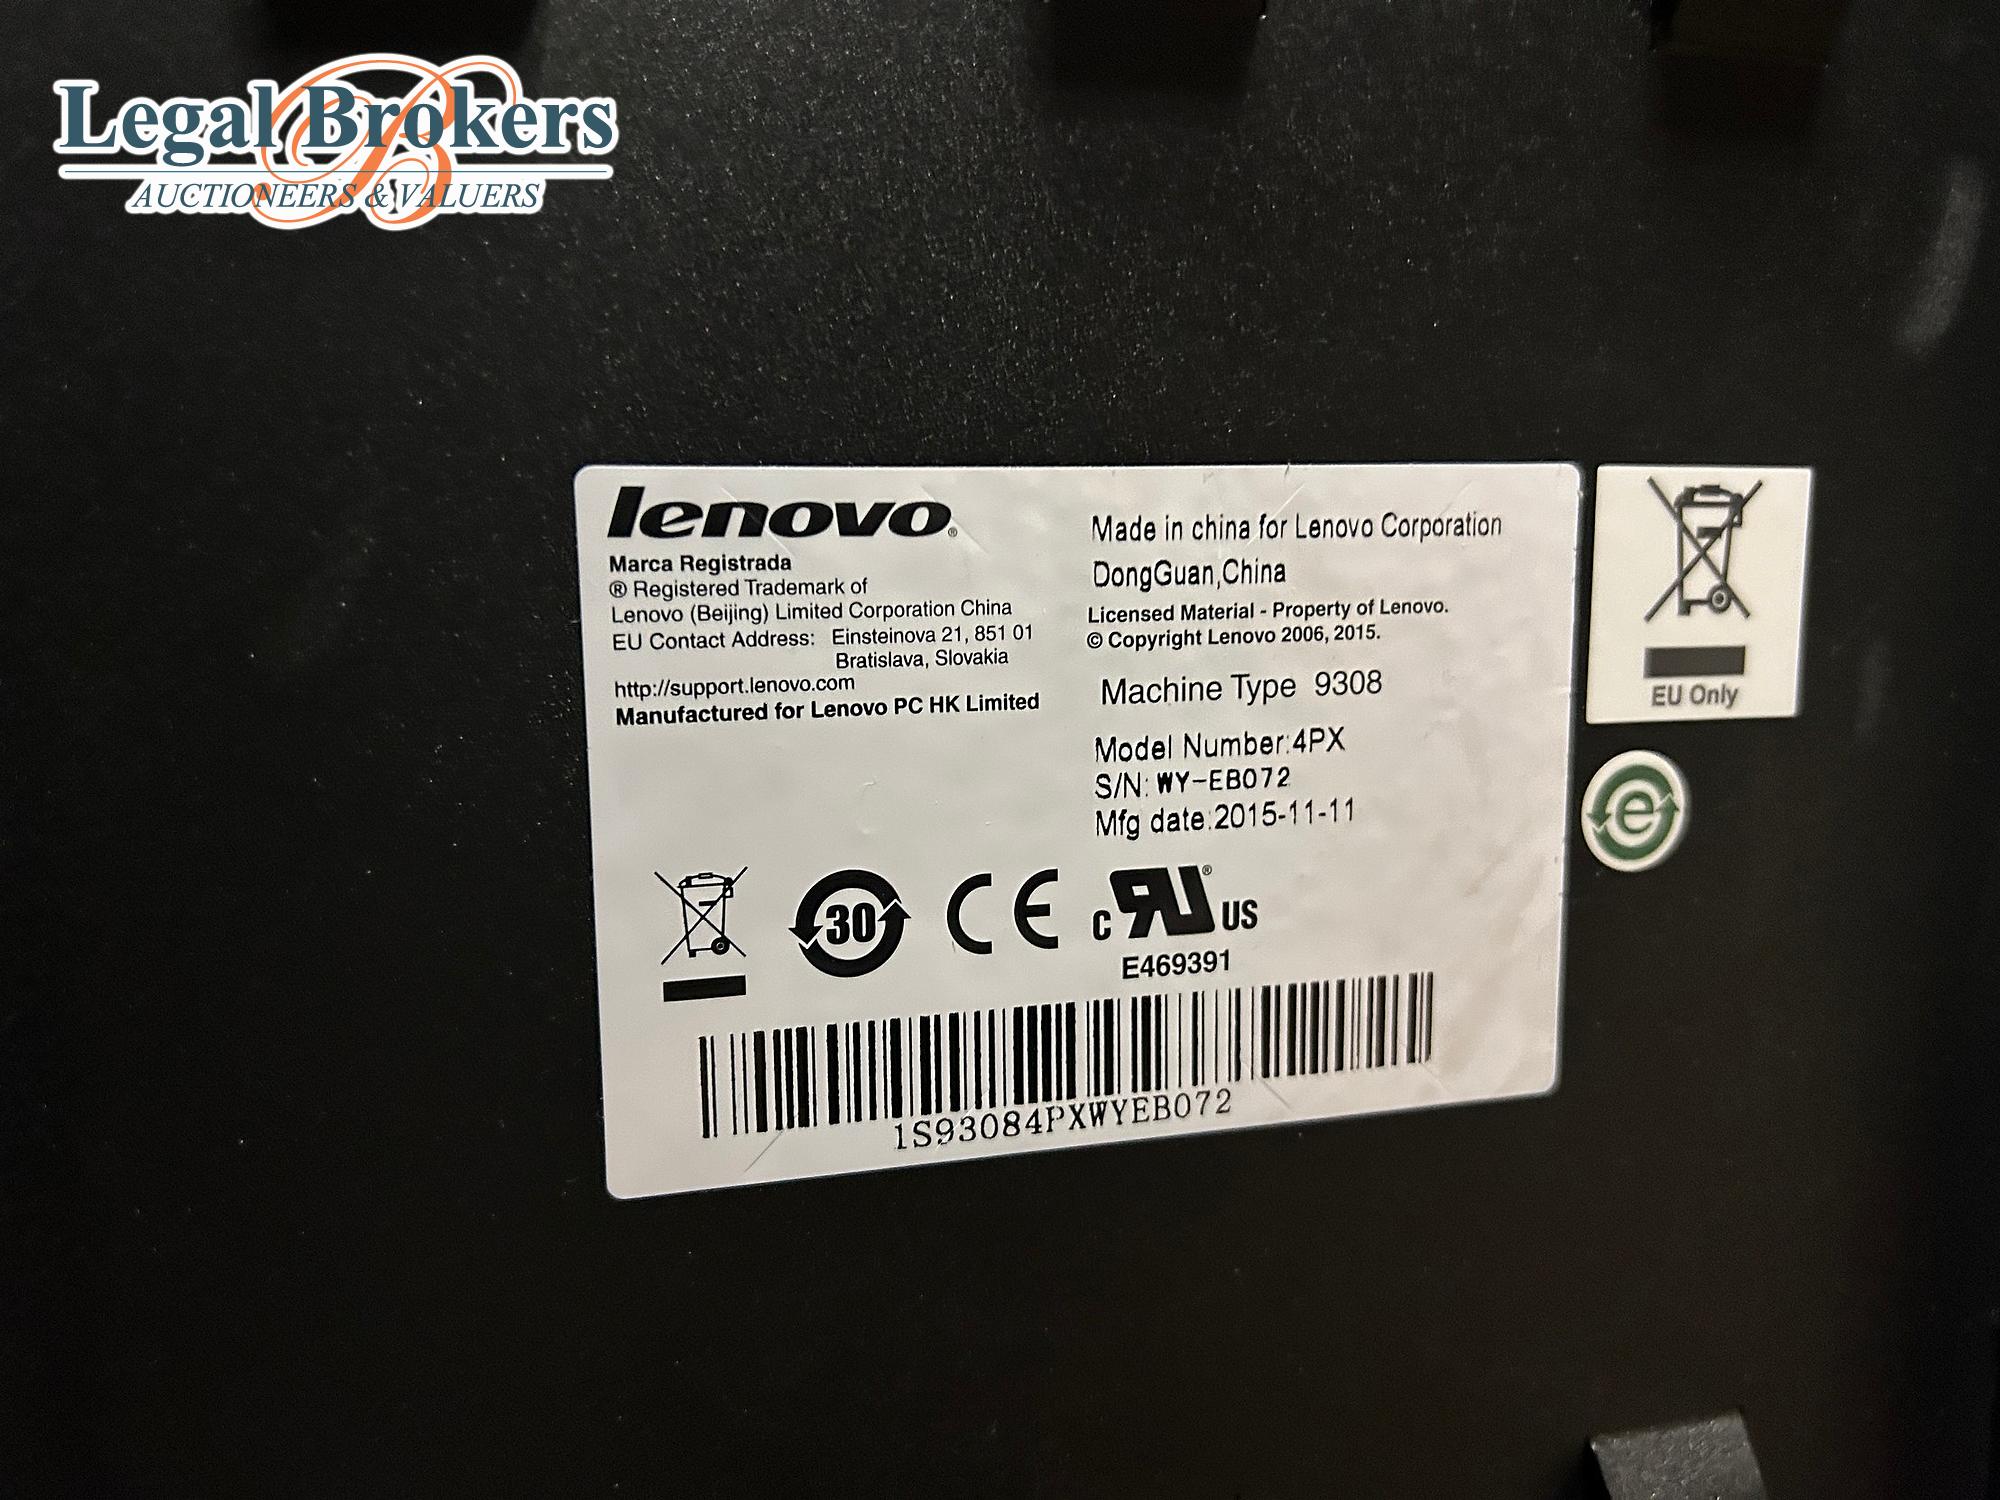 Legal Brokers
AUCTIONEERS & VALUERS
lenovo®
Marca Registrada
® Registered Trademark of
Lenovo (Beijing) Limited Corporation China
EU Contact Address: Einsteinova 21, 851 01
Bratislava, Slovakia
http://support.lenovo.com
Manufactured for Lenovo PC HK Limited
Made in china for Lenovo Corporation
DongGuan,China
Licensed Material - Property of Lenovo.
© Copyright Lenovo 2006, 2015.
Machine Type 9308
Model Number:4PX
S/N: WY-EB072
Mfg date:2015-11-11
EU Only
e
30
CE
c RU® US
E469391
1S93084PXWYEB072